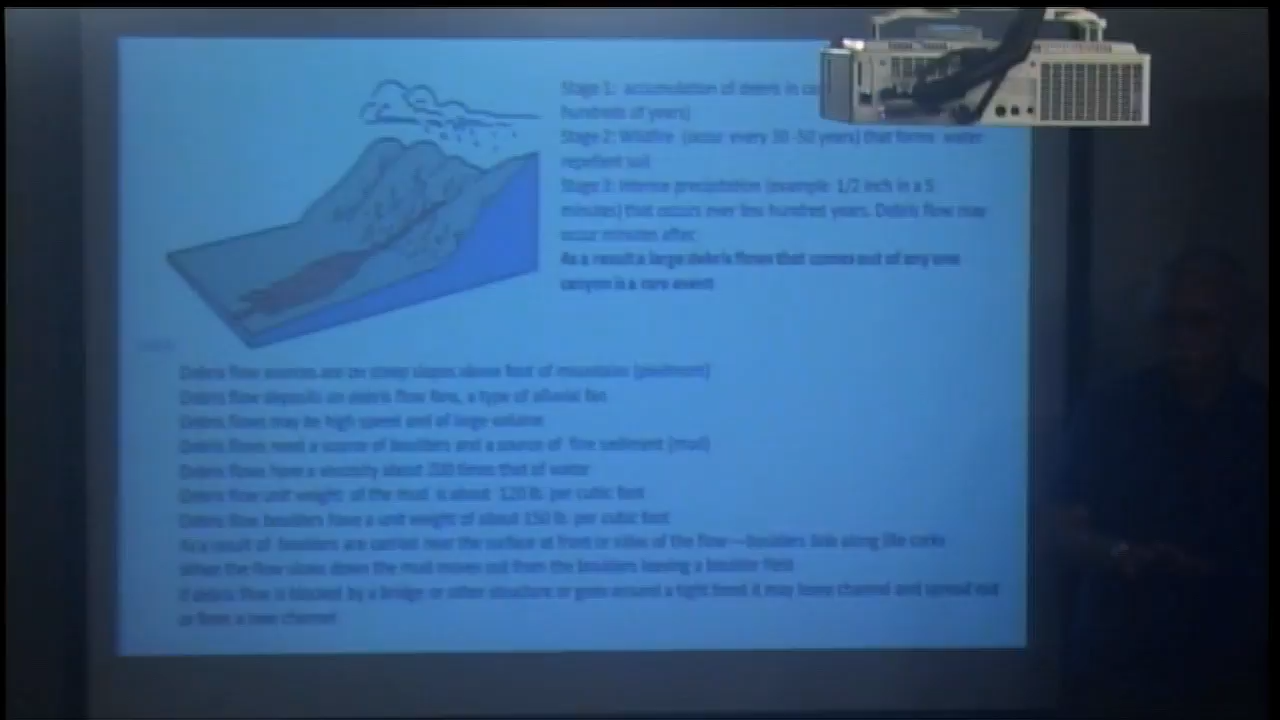 Stage 1: accumulation of debris in
hundreds of years)
Stage 2: Wildfire (occur every 30-50 years) that forms water
repellent soil
Stage 3: Intense precipitation (example 1/2 inch in a 5
minutes) that occurs over few hundred years. Debris flow may
occur minutes after.
As a result a large debris flows that comes out of any one
canyon is a rare event
Debris flow sources are on steep slopes above foot of mountains (piedmont)
Debris flow deposits on debris flow fans, a type of alluvial fan
Debris flows may be high speed and of large volume
Debris flows need a source of boulders and a source of fine sediment (mud)
Debris flows have a viscosity about times that of water
Debris flow unit weight of the mud is about 120 lb per cubic foot
Debris flow boulders have a unit weight of about 150 lb per cubic foot
As a result of boulders are carried near the surface at front or sides of the flow—boulders bob along like corks
When the flow slows down the mud moves out from the boulders leaving a boulder field
If debris flow is blocked by a bridge or other structure or goes around a tight bend it may leave channel and spread out
or form a new channel